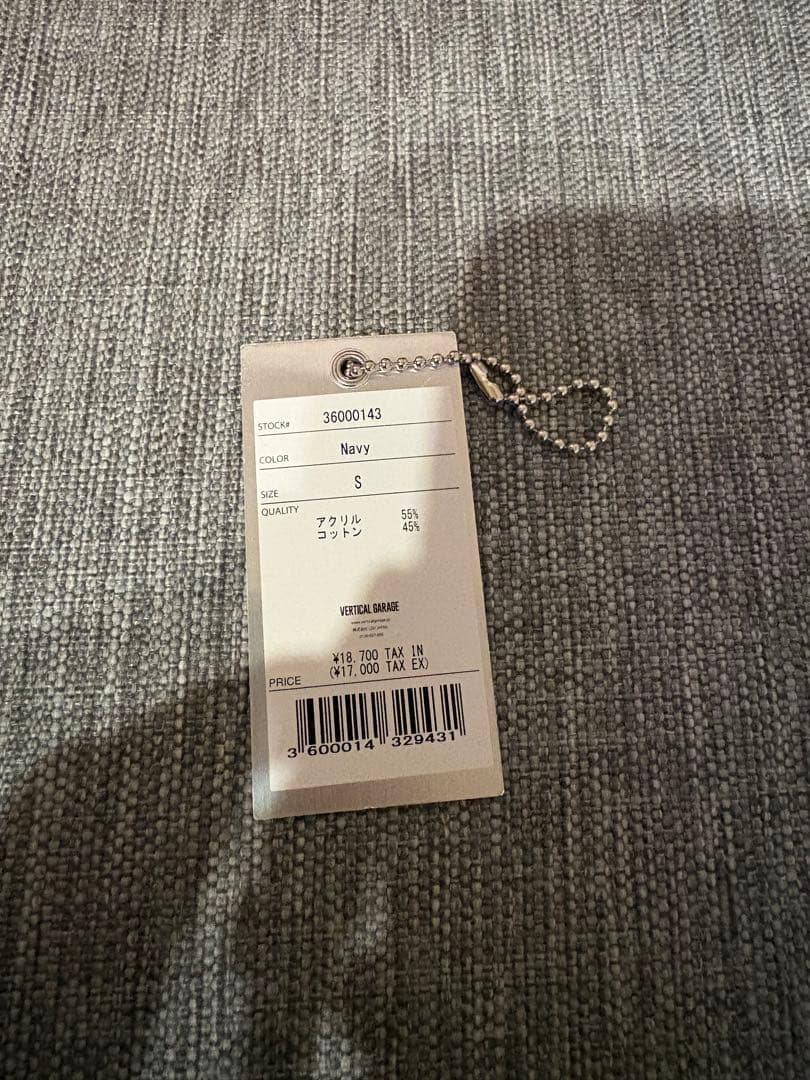 STOCK# 36000143
COLOR Navy
SIZE S
QUALITY
アクリル 55%
コットン 45%
VERTICAL GARAGE
¥18,700 TAX IN
(¥17,000 TAX EX)
PRICE
3 600014 329431